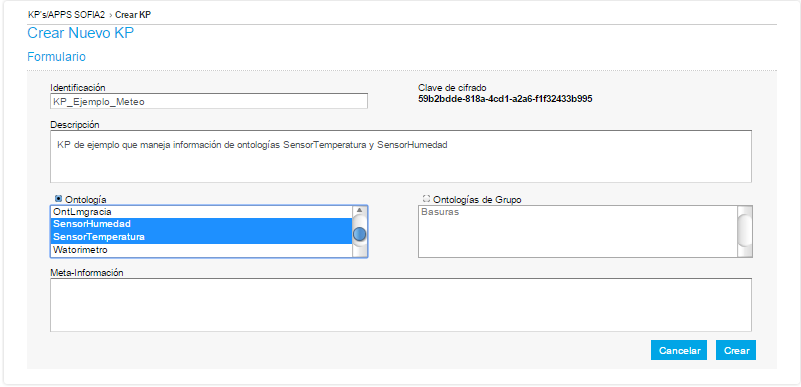 KP's/APPS SOFIA2 > Crear KP
Crear Nuevo KP
Formulario
Identificación
Clave de cifrado
KP_Ejemplo_Meteo
59b2bdde-818a-4cd1-a2a6-f1f32433b995
Descripción
KP de ejemplo que maneja información de ontologías SensorTemperatura y SensorHumedad
Ontología
Ontologías de Grupo
OntLmgracia
SensorHumedad
SensorTemperatura
Watorimetro
Basuras
Meta-Información
Cancelar
Crear